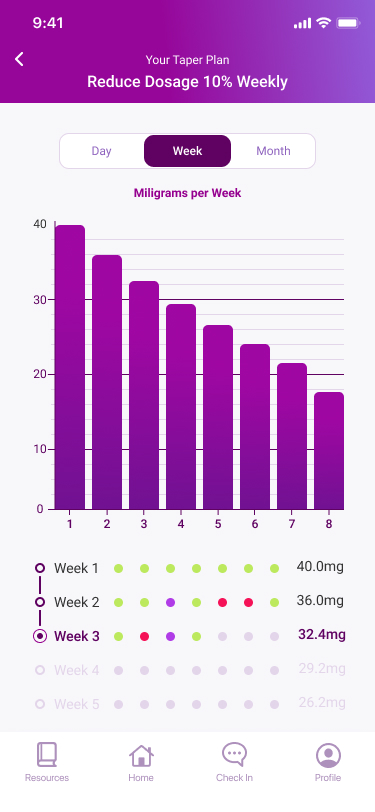 9:41
Your Taper Plan
Reduce Dosage 10% Weekly
Day Week Month
Miligrams per Week
40
30
20
10
0
1 2 3 4 5 6 7 8
Week 1 40.0mg
Week 2 36.0mg
Week 3 32.4mg
Week 4 29.2mg
Week 5 26.2mg
Resources Home Check In Profile